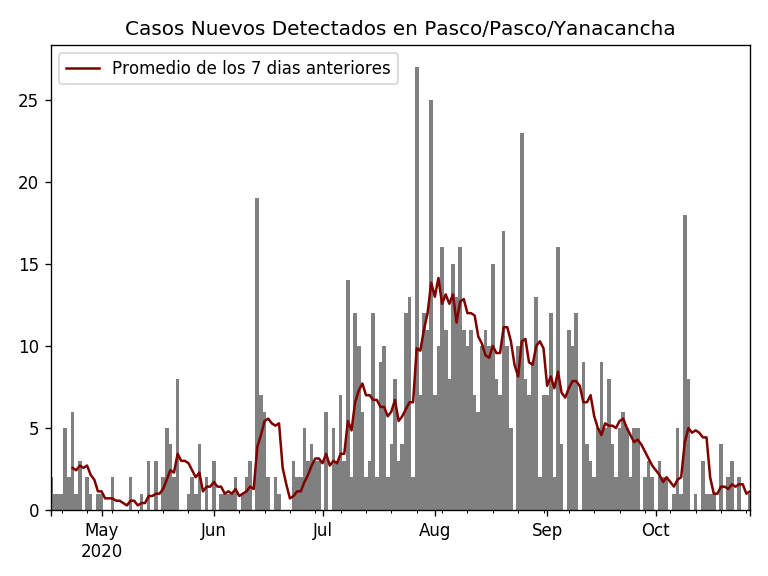 Casos Nuevos Detectados en Pasco/Pasco/Yanacancha
Promedio de los 7 dias anteriores
25
20
15
10
5
0
May Jun Jul Aug Sep Oct
2020